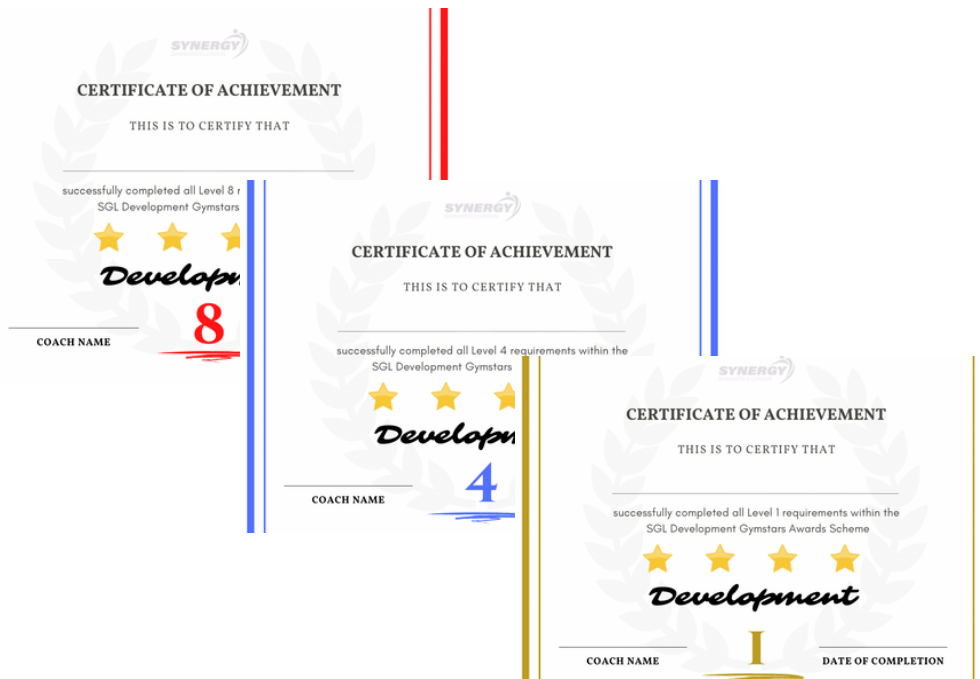 SYNERGY
CERTIFICATE OF ACHIEVEMENT
THIS IS TO CERTIFY THAT
successfully completed all Level 8
SGL Development Gymstars
Developm
8
COACH NAME
SYNERGY
CERTIFICATE OF ACHIEVEMENT
THIS IS TO CERTIFY THAT
successfully completed all Level 4 requirements within the
SGL Development Gymstars
Developm
4
COACH NAME
SYNERGY
CERTIFICATE OF ACHIEVEMENT
THIS IS TO CERTIFY THAT
successfully completed all Level 1 requirements within the
SGL Development Gymstars Awards Scheme
Development
1
COACH NAME
DATE OF COMPLETION